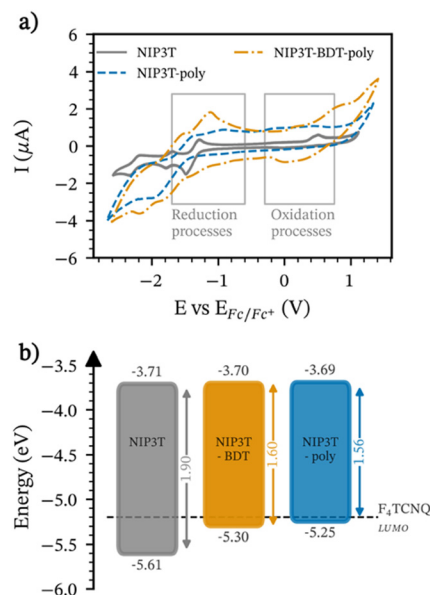 a)
NIP3T
NIP3T-BDT-poly
NIP3T-poly
6
4
2
0
−2
−4
−6
I (μA)
Reduction processes
Oxidation processes
−2
−1
0
1
E vs E_Fc/Fc⁺ (V)
b)
−3.5
−4.0
−4.5
−5.0
−5.5
−6.0
Energy (eV)
-3.71
-3.70
-3.69
NIP3T
NIP3T
- BDT
NIP3T
- poly
1.90
1.60
1.56
F₄TCNQ
LUMO
-5.61
-5.30
-5.25